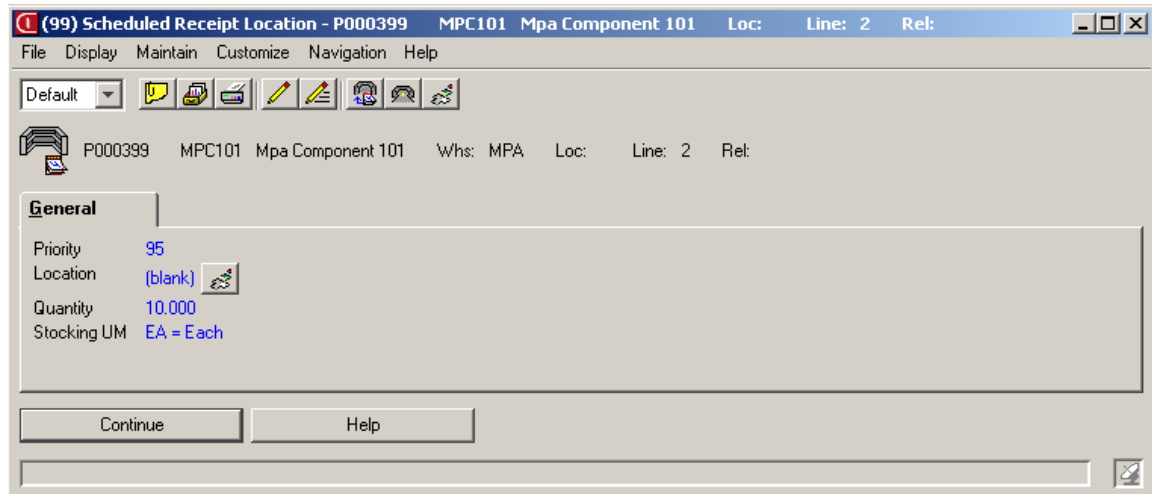 (99) Scheduled Receipt Location - P000399 MPC101 Mpa Component 101 Loc: Line: 2 Rel:
File Display Maintain Customize Navigation Help
Default
P000399 MPC101 Mpa Component 101 Whs: MPA Loc: Line: 2 Rel:
General
Priority 95
Location (blank)
Quantity 10.000
Stocking UM EA = Each
Continue Help